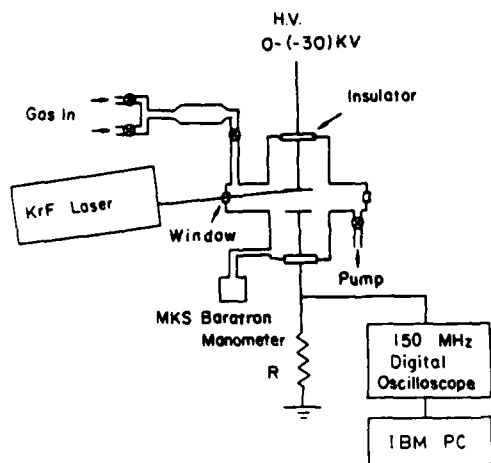 H.V.
0-(-30)KV
Insulator
Gas In
KrF Laser
Window
Pump
MKS Baratron
Manometer
R
150 MHz
Digital
Oscilloscope
IBM PC